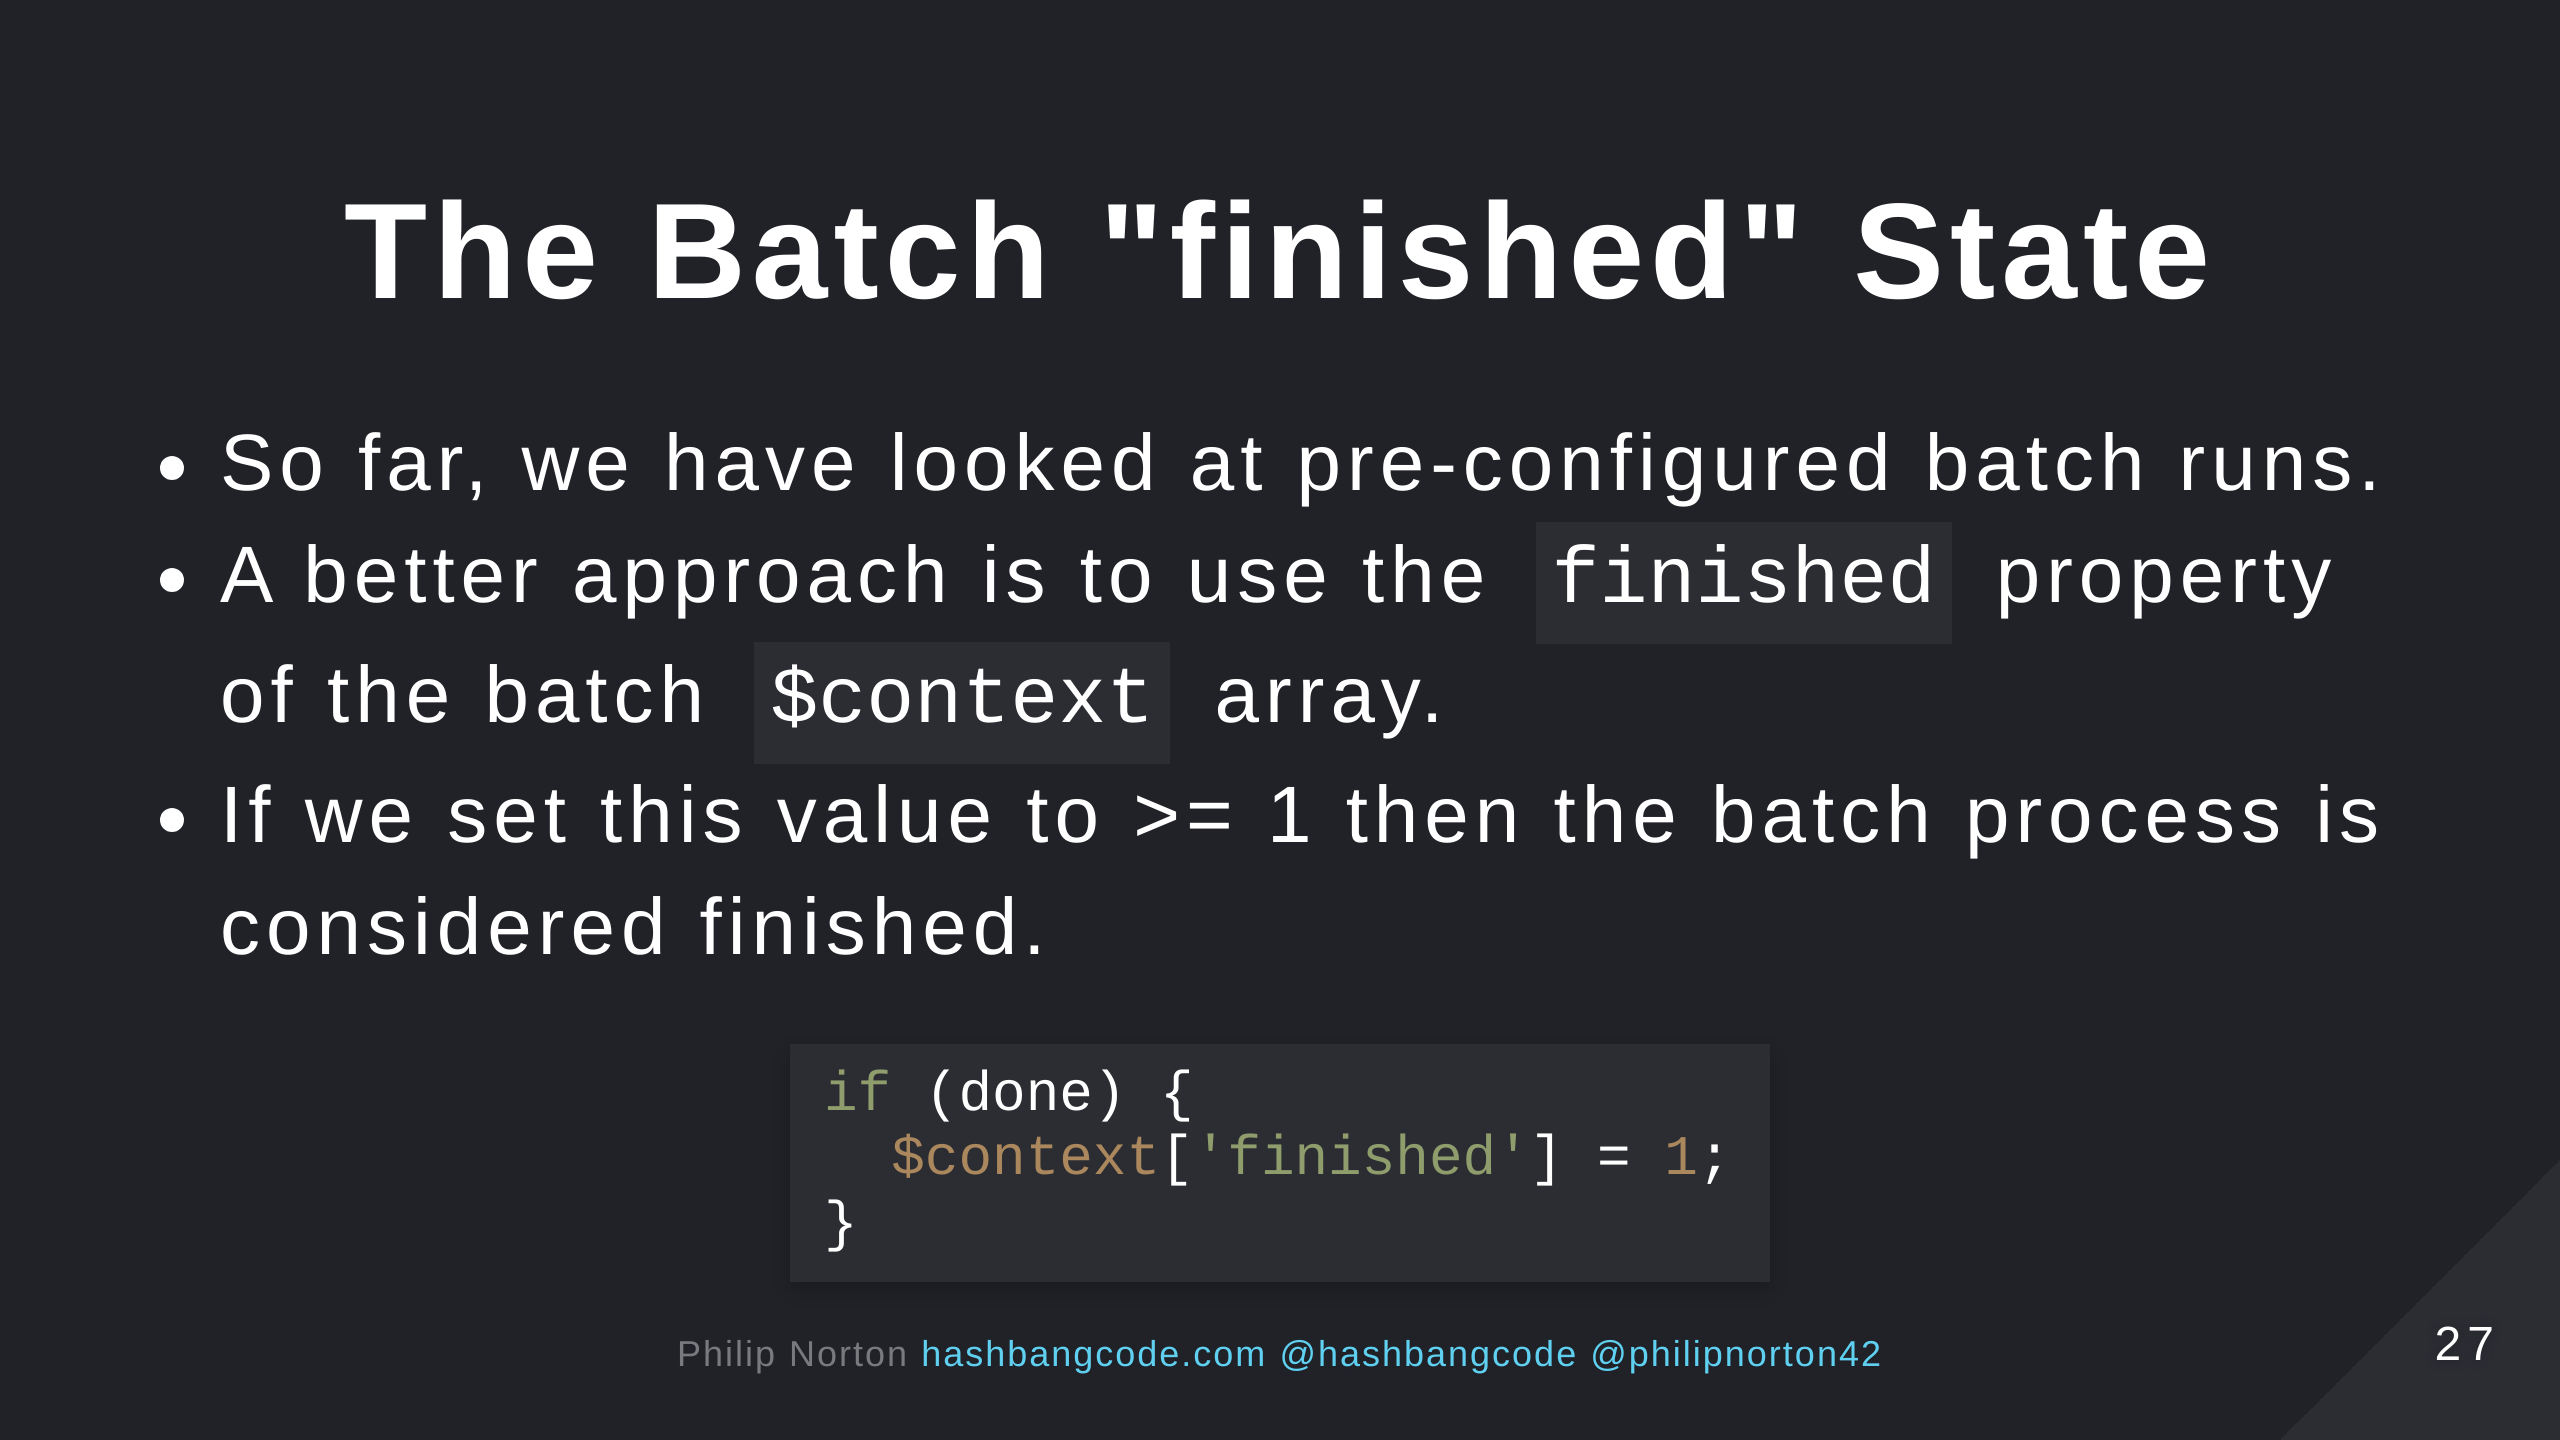 The Batch "finished" State
• So far, we have looked at pre-configured batch runs.
• A better approach is to use the finished property
of the batch $context array.
• If we set this value to >= 1 then the batch process is
considered finished.
if (done) {
  $context['finished'] = 1;
}
Philip Norton hashbangcode.com @hashbangcode @philipnorton42
27